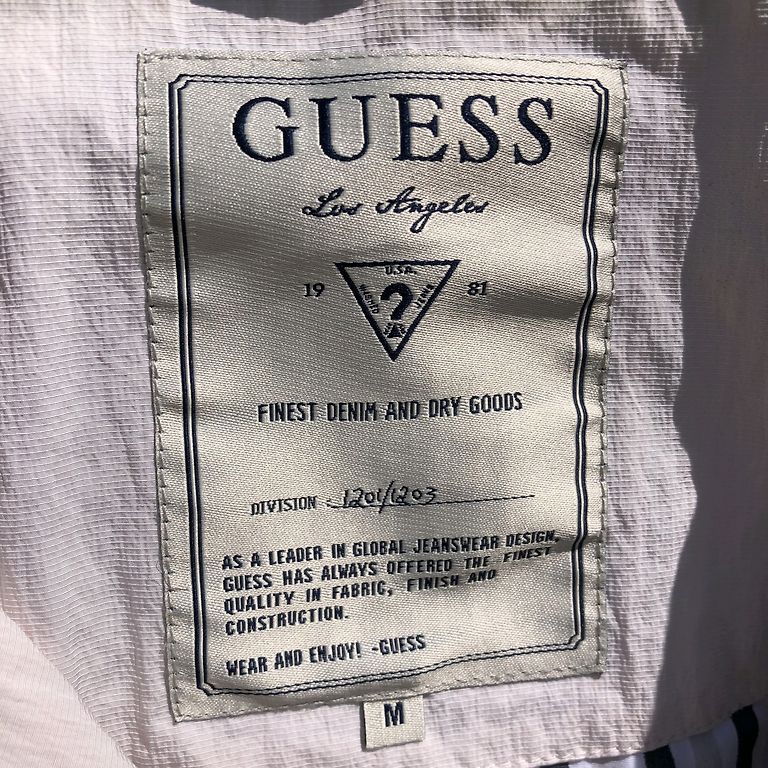 GUESS
Los Angeles
U.S.A.
19 ? 81
FINEST DENIM AND DRY GOODS
DIVISION 1201/1203
AS A LEADER IN GLOBAL JEANSWEAR DESIGN,
GUESS HAS ALWAYS OFFERED THE FINEST
QUALITY IN FABRIC, FINISH AND
CONSTRUCTION.
WEAR AND ENJOY! -GUESS
M